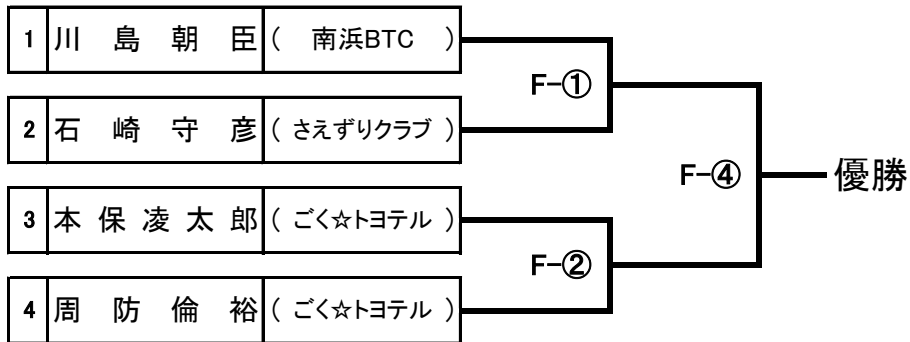 1 川島朝臣 ( 南浜BTC )
F-①
2 石崎守彦 ( さえずりクラブ )
F-④ 優勝
3 本保凌太郎 ( ごく☆トヨテル )
F-②
4 周防倫裕 ( ごく☆トヨテル )